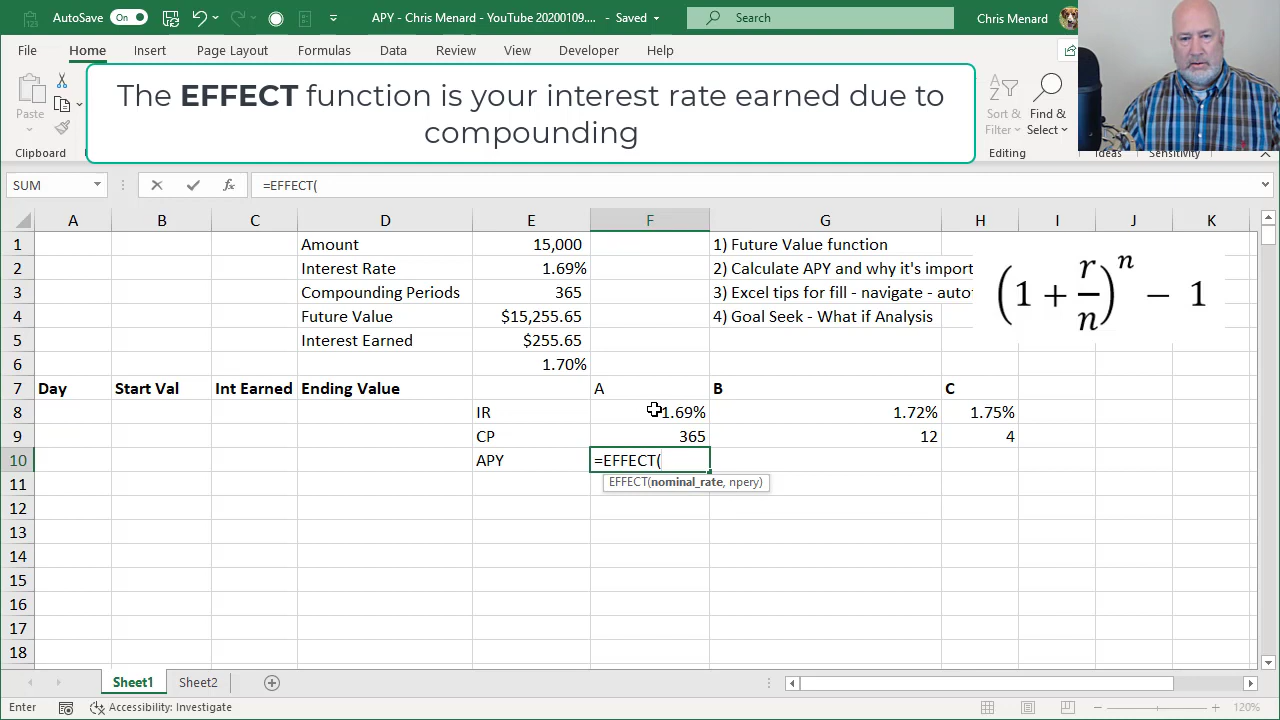 AutoSave On APY - Chris Menard - YouTube 20200109.... - Saved Search Chris Menard
File Home Insert Page Layout Formulas Data Review View Developer Help
The EFFECT function is your interest rate earned due to
compounding
Paste
Sort & Filter Find & Select
Clipboard Editing Ideas Sensitivity
SUM fx =EFFECT(
A B C D E F G H I J K
1 Amount 15,000 1) Future Value function
2 Interest Rate 1.69% 2) Calculate APY and why it's import
3 Compounding Periods 365 3) Excel tips for fill - navigate - auto
4 Future Value $15,255.65 4) Goal Seek - What if Analysis
(1 + r/n)^n − 1
5 Interest Earned $255.65
6 1.70%
7 Day Start Val Int Earned Ending Value A B C
8 IR 1.69% 1.72% 1.75%
9 CP 365 12 4
10 APY =EFFECT(
EFFECT(nominal_rate, npery)
11
12
13
14
15
16
17
18
Sheet1 Sheet2
Enter Accessibility: Investigate 120%